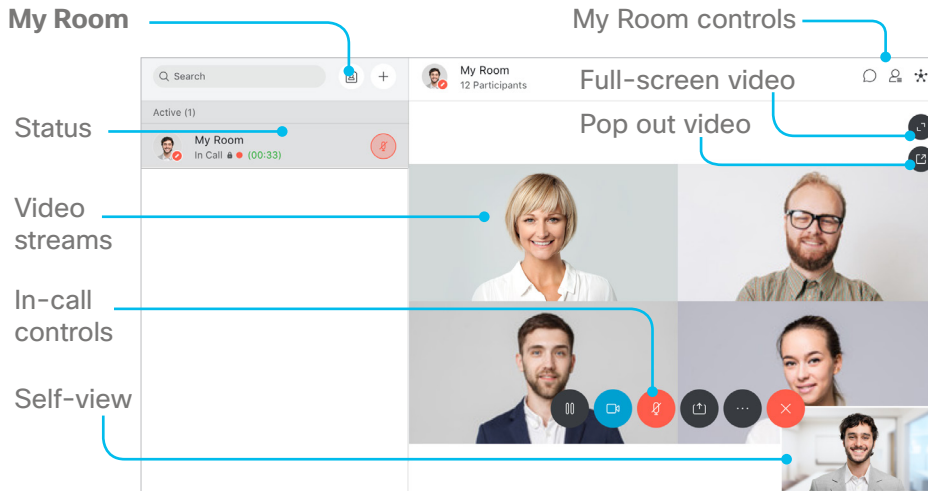 My Room
My Room controls
Search
My Room
12 Participants
Full-screen video
Active (1)
Status
My Room
In Call (00:33)
Pop out video
Video
streams
In-call
controls
Self-view